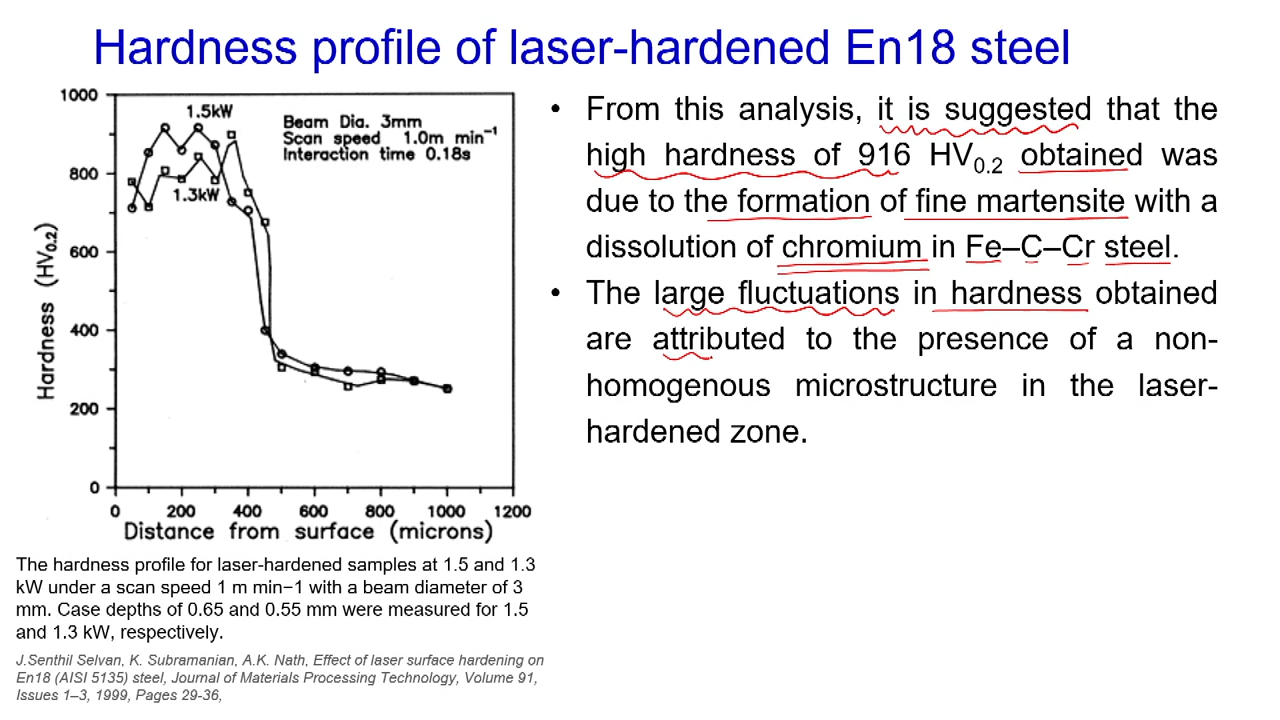 Hardness profile of laser-hardened En18 steel
1000
800
600
400
200
0
Hardness (HV0.2)
1.5kW
1.3kW
Beam Dia. 3mm
Scan speed 1.0m min−1
Interaction time 0.18s
0 200 400 600 800 1000 1200
Distance from surface (microns)
The hardness profile for laser-hardened samples at 1.5 and 1.3
kW under a scan speed 1 m min−1 with a beam diameter of 3
mm. Case depths of 0.65 and 0.55 mm were measured for 1.5
and 1.3 kW, respectively.
J.Senthil Selvan, K. Subramanian, A.K. Nath, Effect of laser surface hardening on
En18 (AISI 5135) steel, Journal of Materials Processing Technology, Volume 91,
Issues 1–3, 1999, Pages 29-36,
• From this analysis, it is suggested that the
high hardness of 916 HV0.2 obtained was
due to the formation of fine martensite with a
dissolution of chromium in Fe–C–Cr steel.
• The large fluctuations in hardness obtained
are attributed to the presence of a non-
homogenous microstructure in the laser-
hardened zone.